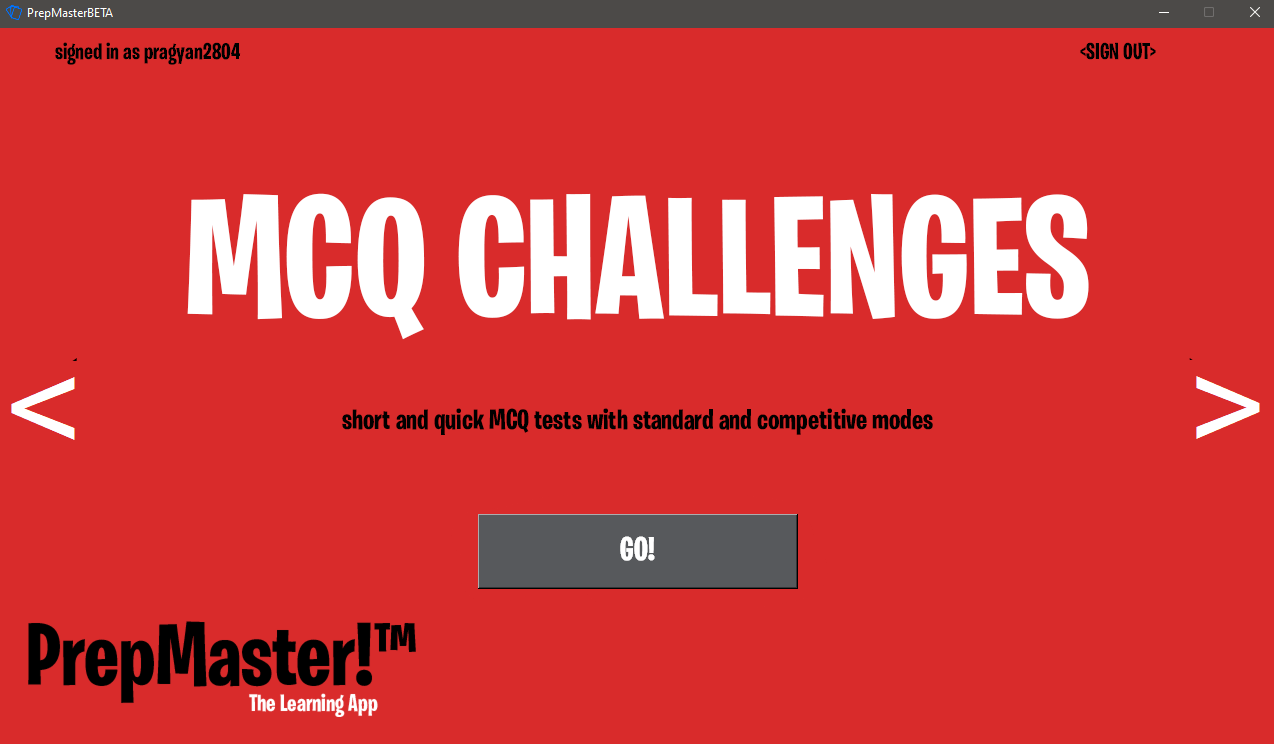 PrepMasterBETA
signed in as pragyan2804
<SIGN OUT>
MCQ CHALLENGES
<
>
short and quick MCQ tests with standard and competitive modes
GO!
PrepMaster!™
The Learning App